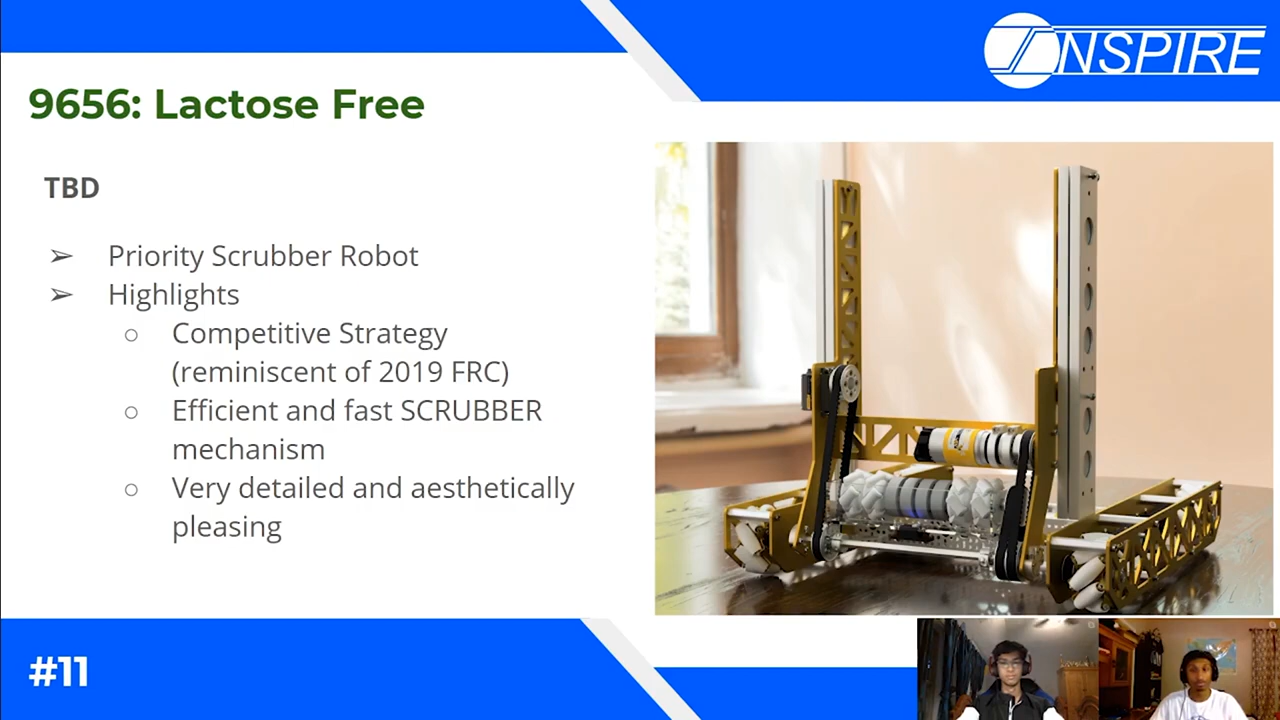 INSPIRE
9656: Lactose Free
TBD
➢ Priority Scrubber Robot
➢ Highlights
○ Competitive Strategy
(reminiscent of 2019 FRC)
○ Efficient and fast SCRUBBER
mechanism
○ Very detailed and aesthetically
pleasing
#11